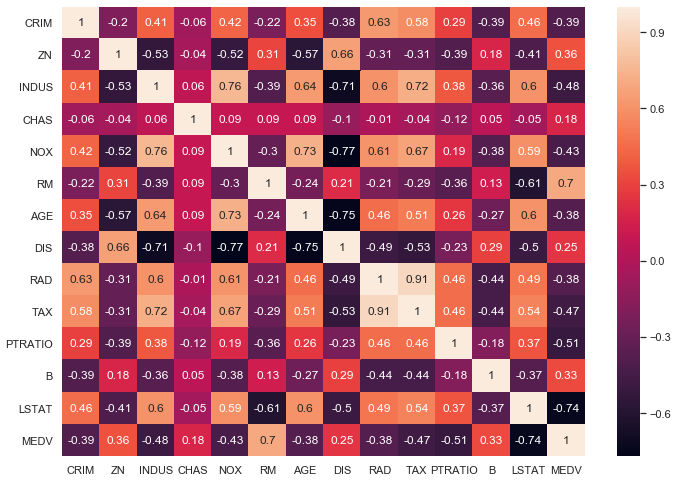 CRIM 1 -0.2 0.41 -0.06 0.42 -0.22 0.35 -0.38 0.63 0.58 0.29 -0.39 0.46 -0.39
ZN -0.2 1 -0.53 -0.04 -0.52 0.31 -0.57 0.66 -0.31 -0.31 -0.39 0.18 -0.41 0.36
INDUS 0.41 -0.53 1 0.06 0.76 -0.39 0.64 -0.71 0.6 0.72 0.38 -0.36 0.6 -0.48
CHAS -0.06 -0.04 0.06 1 0.09 0.09 0.09 -0.1 -0.01 -0.04 -0.12 0.05 -0.05 0.18
NOX 0.42 -0.52 0.76 0.09 1 -0.3 0.73 -0.77 0.61 0.67 0.19 -0.38 0.59 -0.43
RM -0.22 0.31 -0.39 0.09 -0.3 1 -0.24 0.21 -0.21 -0.29 -0.36 0.13 -0.61 0.7
AGE 0.35 -0.57 0.64 0.09 0.73 -0.24 1 -0.75 0.46 0.51 0.26 -0.27 0.6 -0.38
DIS -0.38 0.66 -0.71 -0.1 -0.77 0.21 -0.75 1 -0.49 -0.53 -0.23 0.29 -0.5 0.25
RAD 0.63 -0.31 0.6 -0.01 0.61 -0.21 0.46 -0.49 1 0.91 0.46 -0.44 0.49 -0.38
TAX 0.58 -0.31 0.72 -0.04 0.67 -0.29 0.51 -0.53 0.91 1 0.46 -0.44 0.54 -0.47
PTRATIO 0.29 -0.39 0.38 -0.12 0.19 -0.36 0.26 -0.23 0.46 0.46 1 -0.18 0.37 -0.51
B -0.39 0.18 -0.36 0.05 -0.38 0.13 -0.27 0.29 -0.44 -0.44 -0.18 1 -0.37 0.33
LSTAT 0.46 -0.41 0.6 -0.05 0.59 -0.61 0.6 -0.5 0.49 0.54 0.37 -0.37 1 -0.74
MEDV -0.39 0.36 -0.48 0.18 -0.43 0.7 -0.38 0.25 -0.38 -0.47 -0.51 0.33 -0.74 1
CRIM ZN INDUS CHAS NOX RM AGE DIS RAD TAX PTRATIO B LSTAT MEDV
0.9
0.6
0.3
0.0
-0.3
-0.6